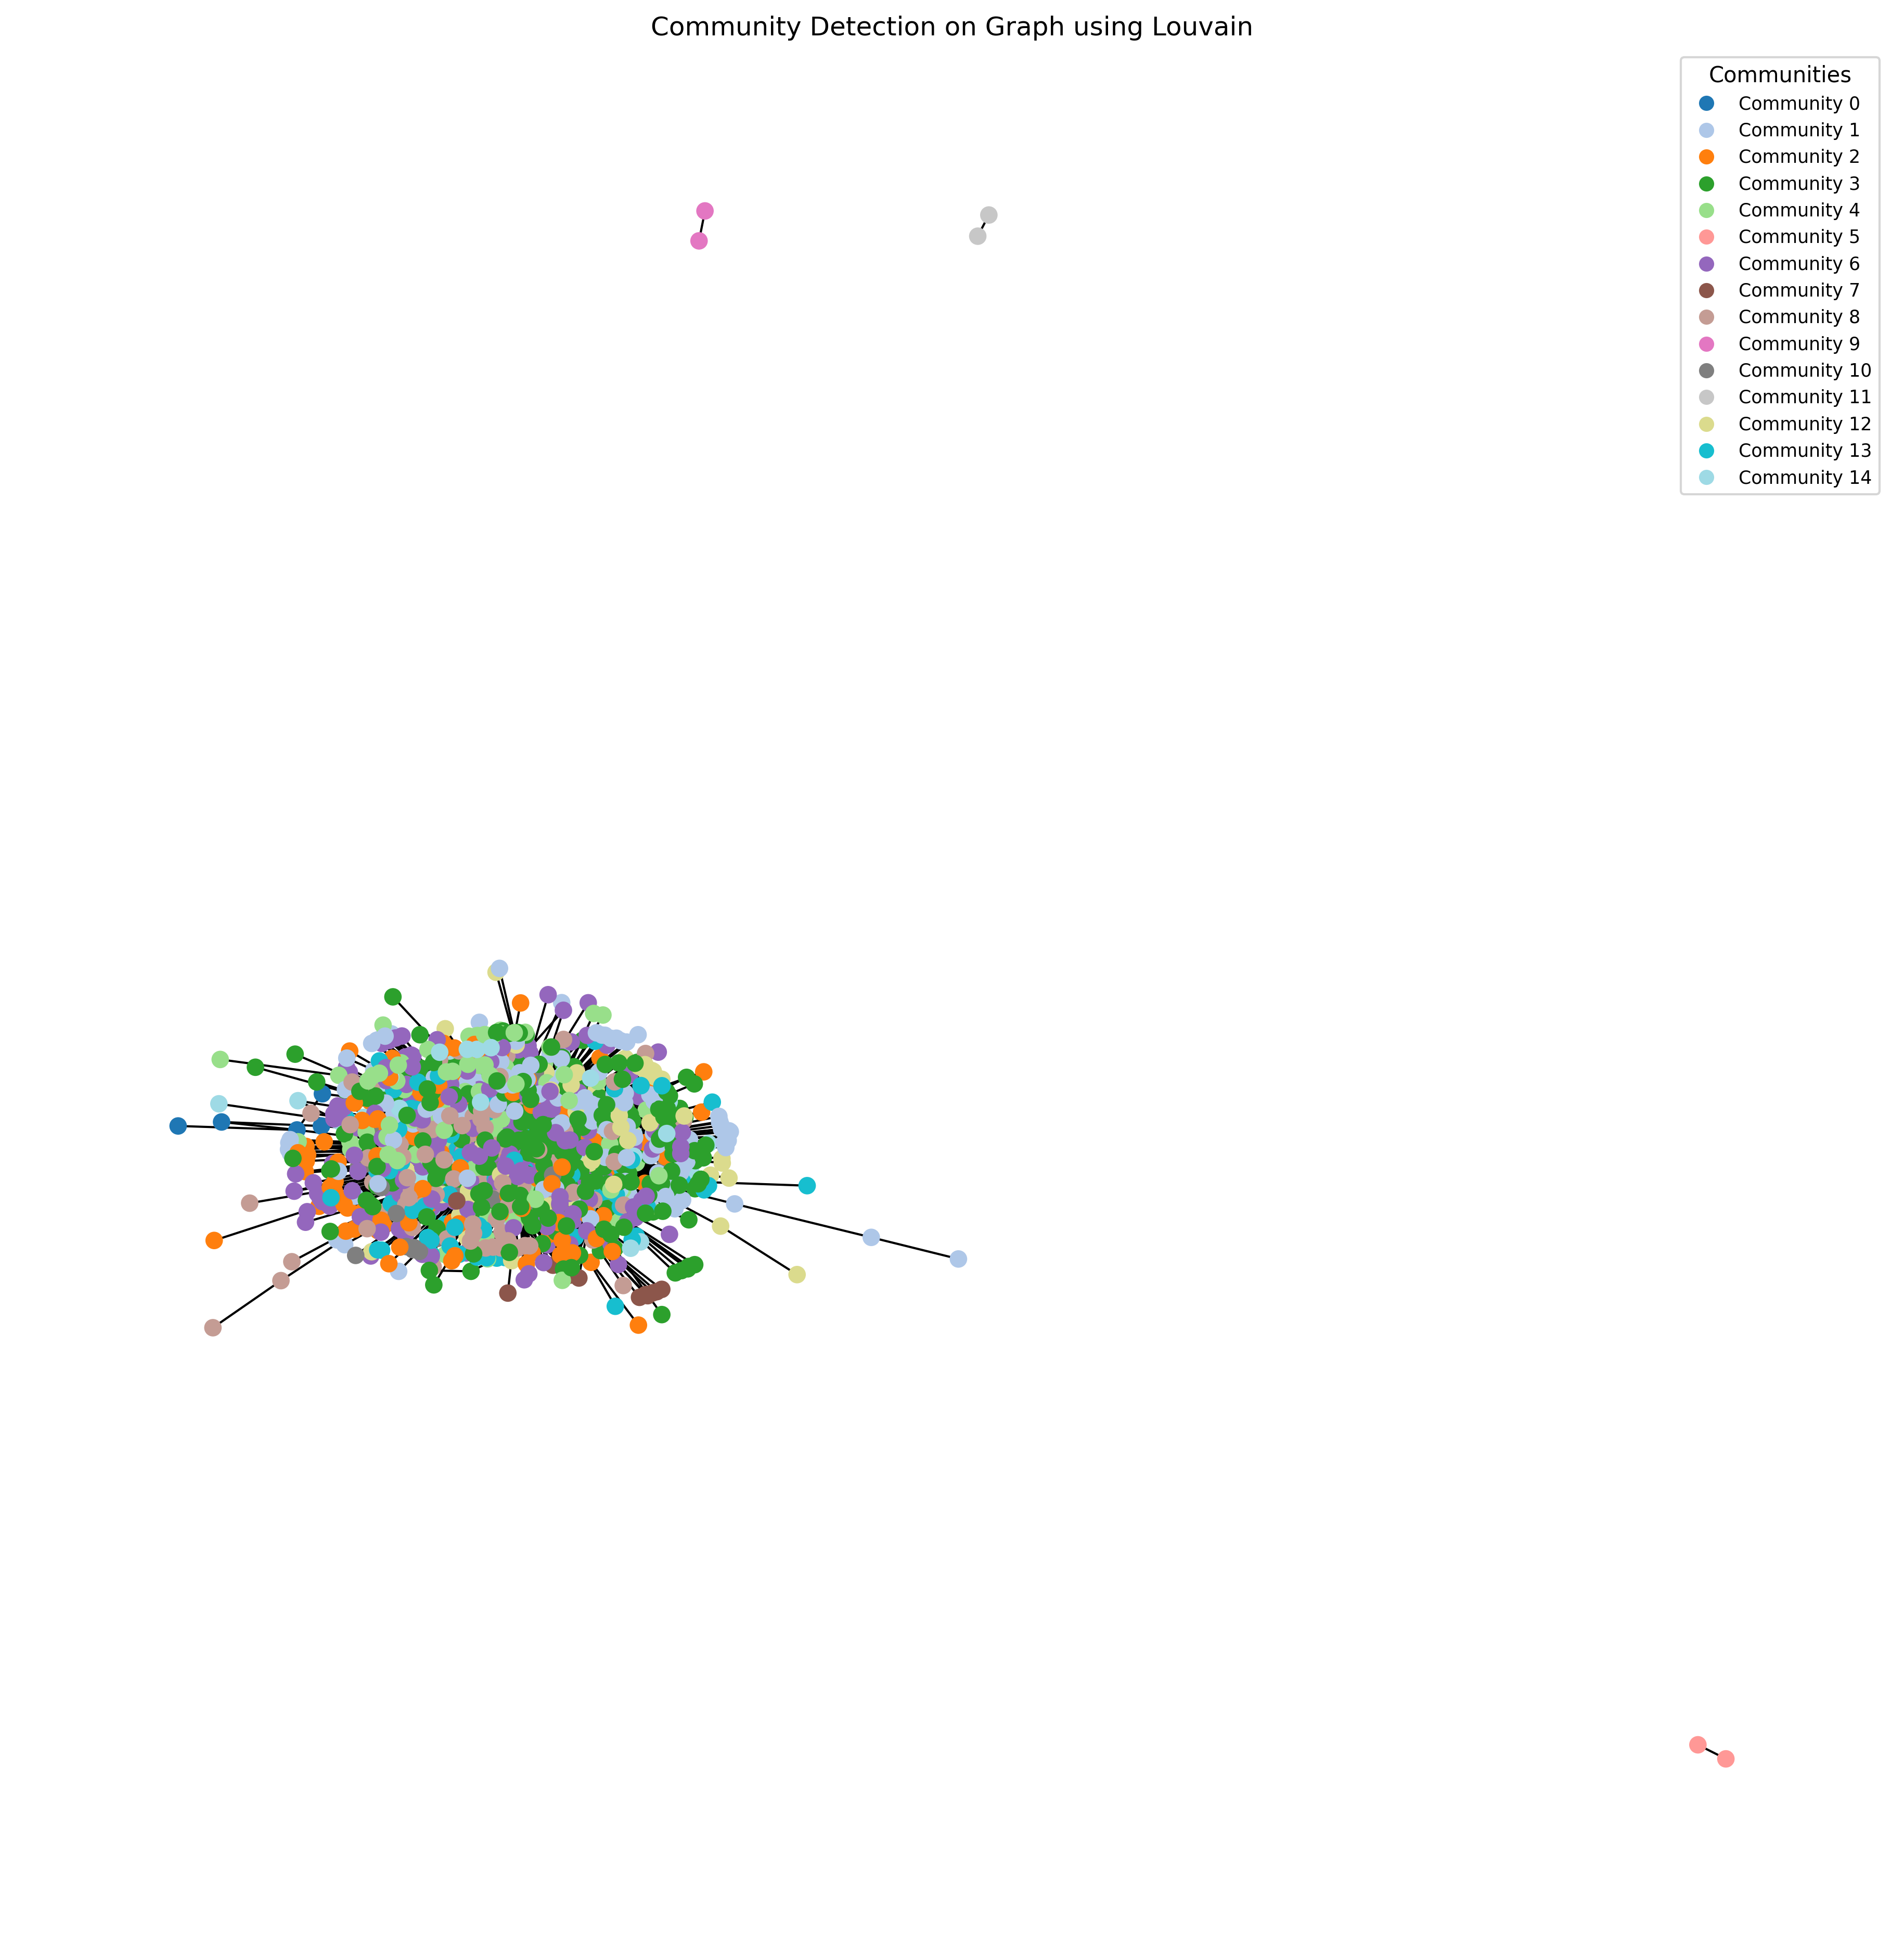 Community Detection on Graph using Louvain
Communities
Community 0
Community 1
Community 2
Community 3
Community 4
Community 5
Community 6
Community 7
Community 8
Community 9
Community 10
Community 11
Community 12
Community 13
Community 14